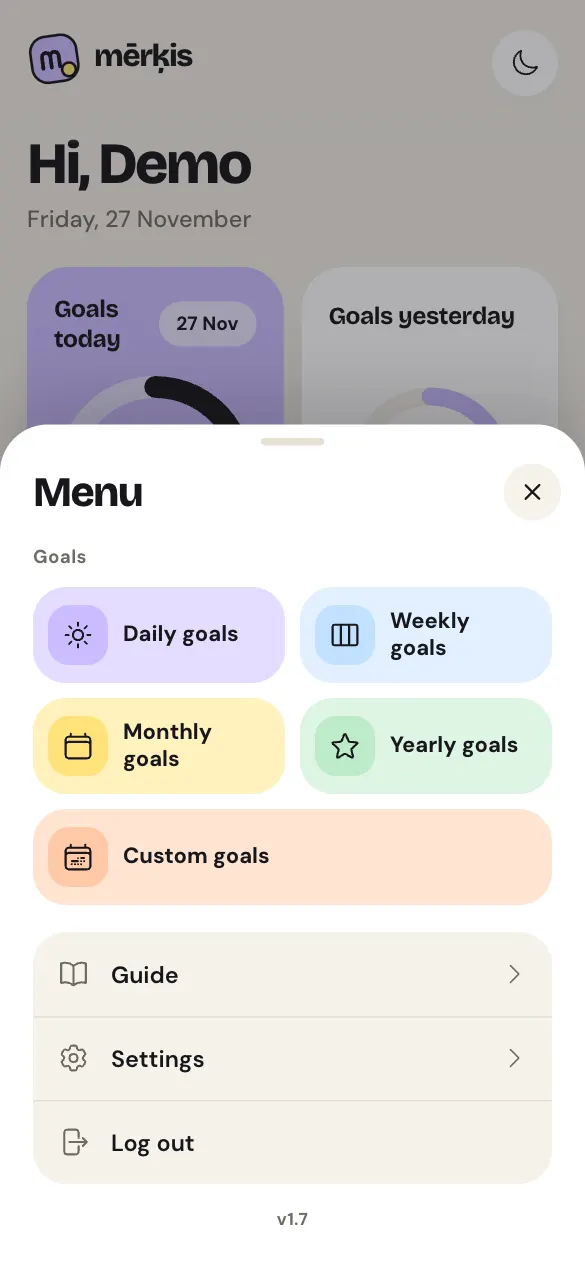 mērķis
Hi, Demo
Friday, 27 November
Goals
today
27 Nov
Goals yesterday
Menu
Goals
Daily goals
Weekly
goals
Monthly
goals
Yearly goals
Custom goals
Guide
Settings
Log out
v1.7